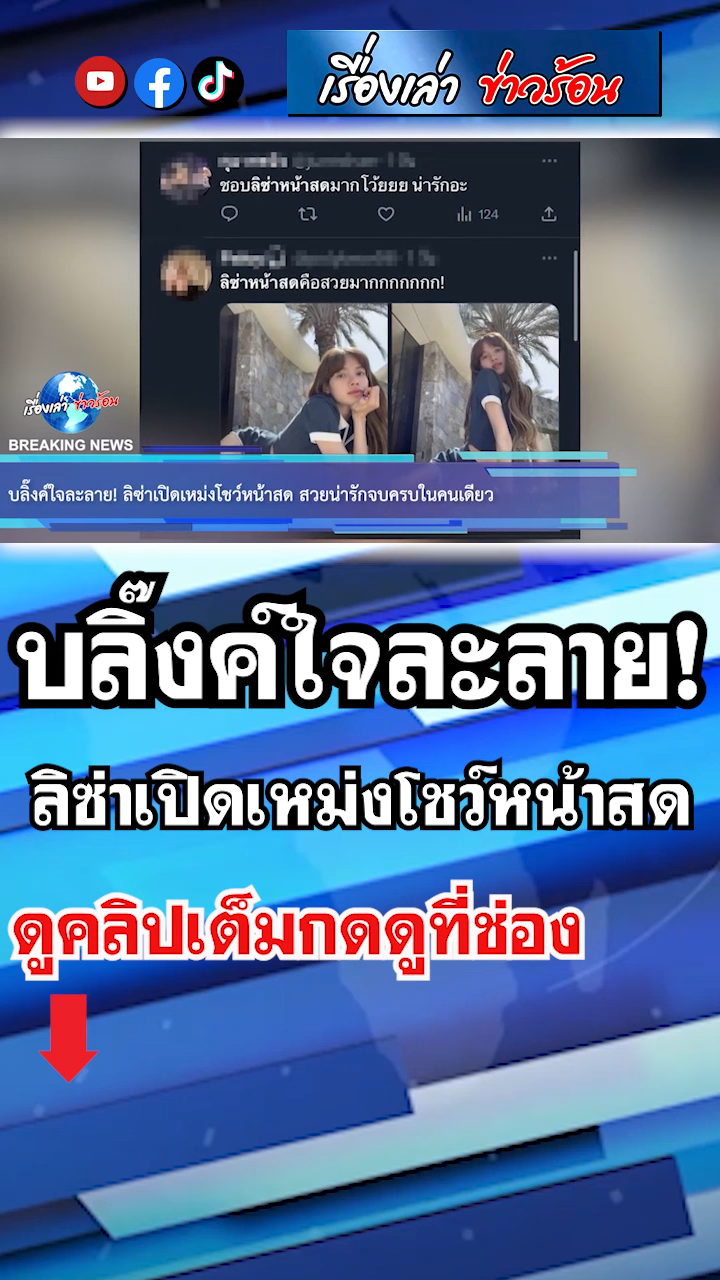 เรื่องเล่า ข่าวร้อน
ชอบลิซ่าหน้าสดมากโว้ยยย น่ารักอะ
124
ลิซ่าหน้าสดคือสวยมากกกกกกก!
เรื่องเล่า ข่าวร้อน
BREAKING NEWS
บลิ๊งค์ใจละลาย! ลิซ่าเปิดเหม่งโชว์หน้าสด สวยน่ารักจบครบในคนเดียว
บลิ๊งค์ใจละลาย!
ลิซ่าเปิดเหม่งโชว์หน้าสด
ดูคลิปเต็มกดดูที่ช่อง